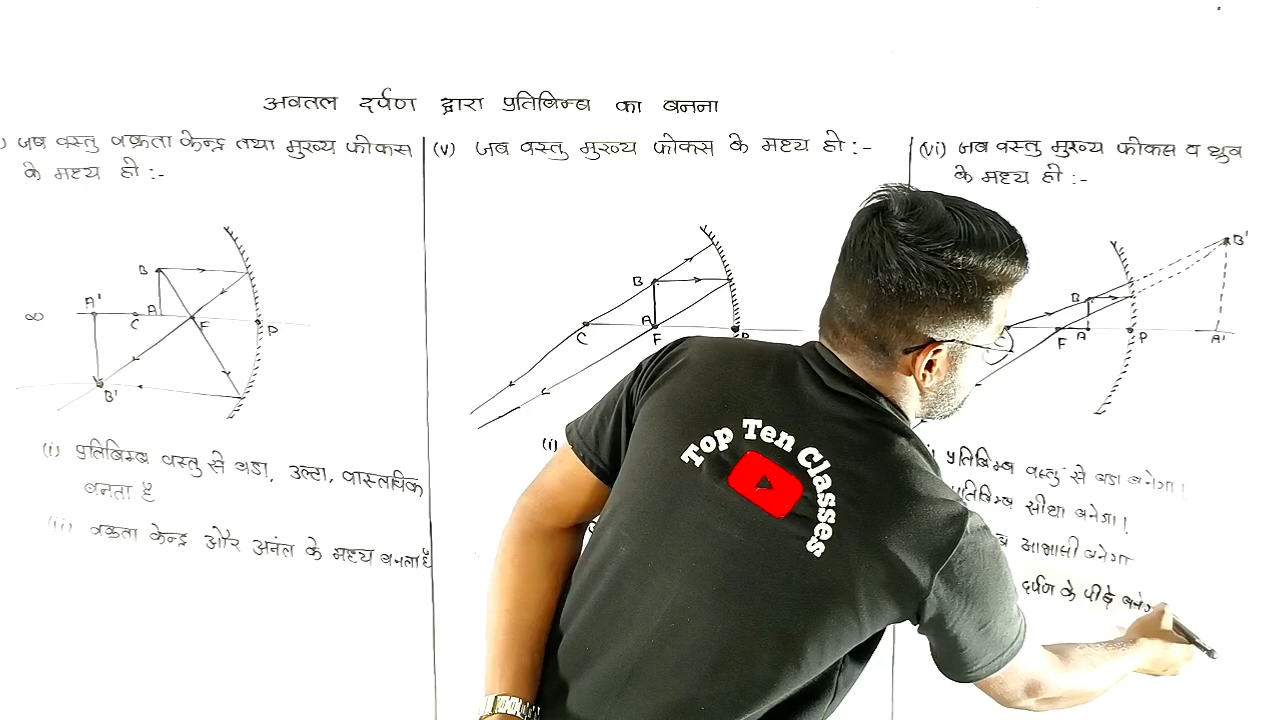 अवतल दर्पण द्वारा प्रतिबिम्ब का बनना
) जब वस्तु वक्रता केन्द्र तथा मुख्य फोकस
के मध्य हो :-
(v) जब वस्तु मुख्य फोकस के मध्य हो :-
(vi) जब वस्तु मुख्य फोकस व ध्रुव
के मध्य हो :-
B
A' C A F P
∞
B'
B
A
C F P
B'
B
C F A P A'
(i) प्रतिबिम्ब वस्तु से बडा, उल्टा, वास्तविक
बनता है
(ii) वक्रता केन्द्र और अनंत के मध्य बनता है
(i)
प्रतिबिम्ब वस्तु से बडा बनेगा।
प्रतिबिम्ब सीधा बनेगा।
आभासी बनेगा
दर्पण के पीछे
Top Ten Classes